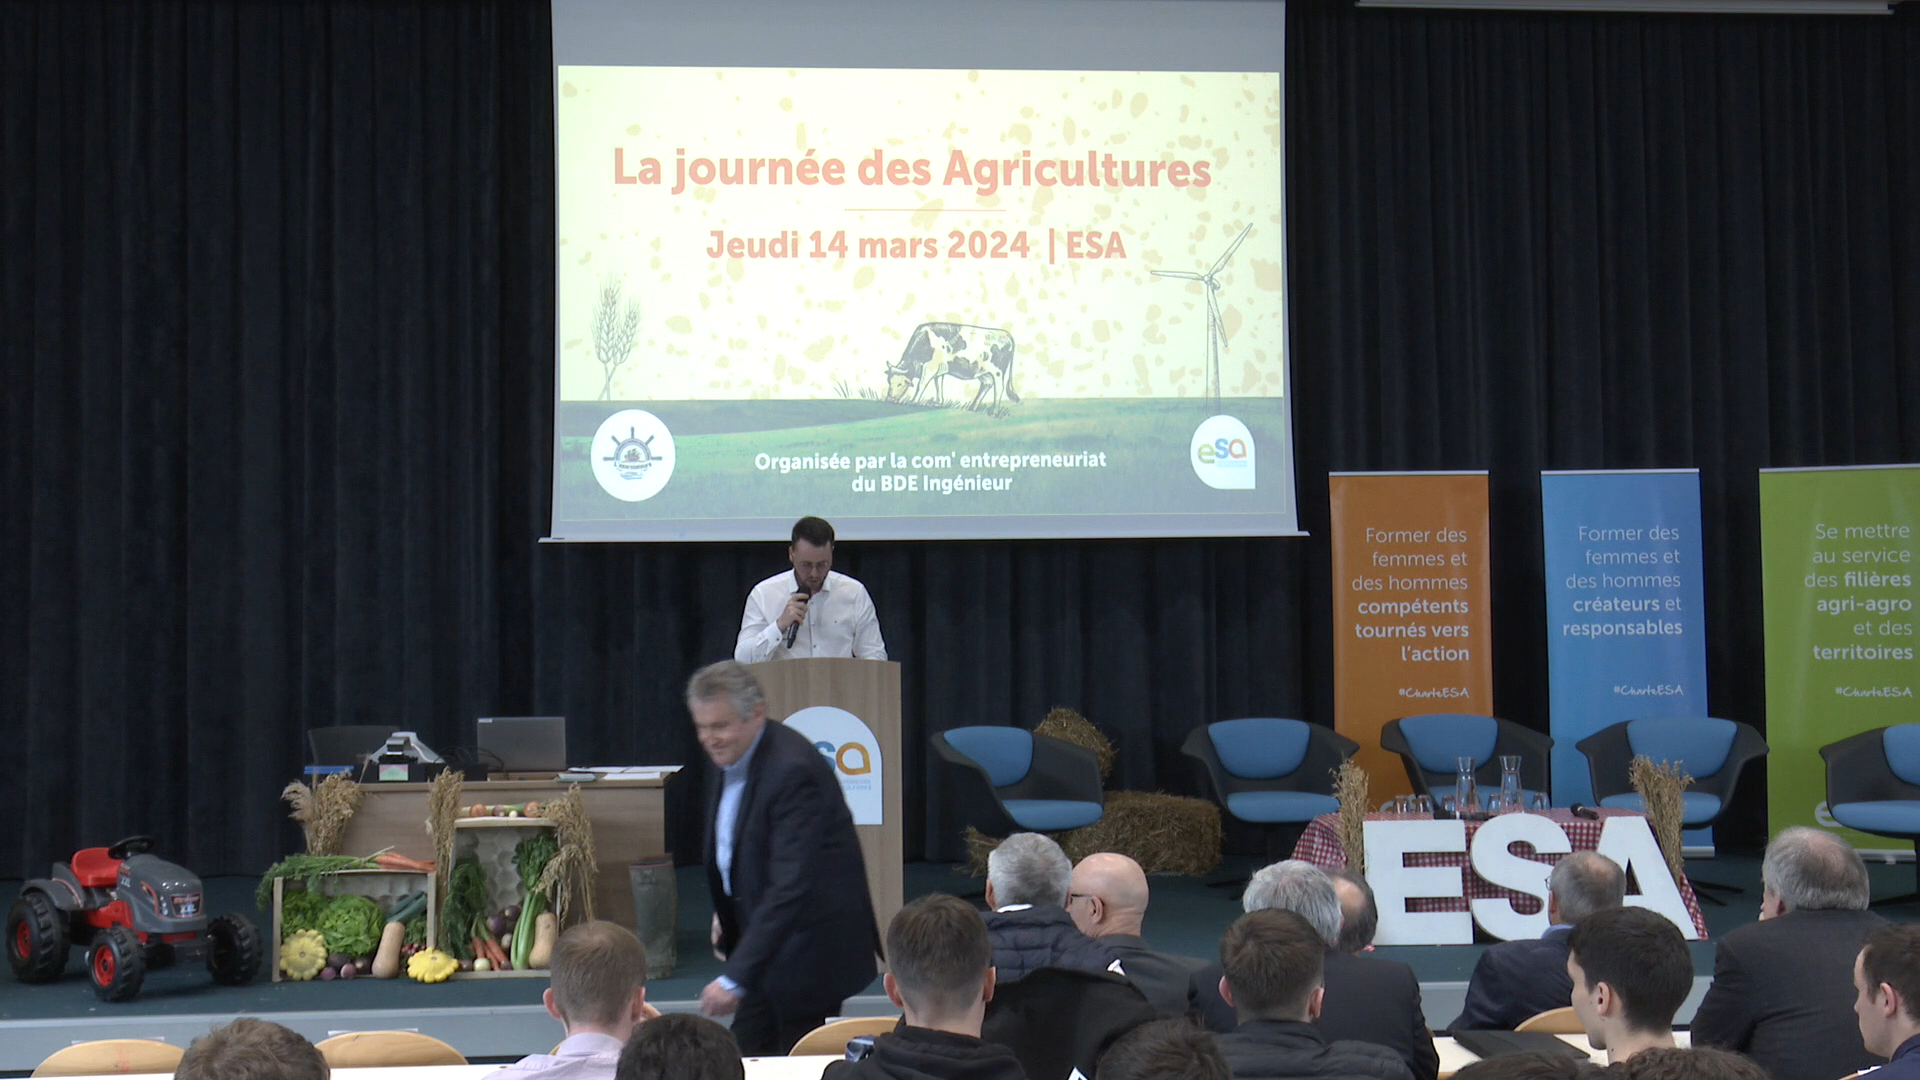 La journée des Agricultures
Jeudi 14 mars 2024 | ESA
Organisée par la com' entrepreneuriat
du BDE Ingénieur
esa
Former des
femmes et
des hommes
compétents
tournés vers
l'action
#CharteESA
Former des
femmes et
des hommes
créateurs et
responsables
#CharteESA
Se mettre
au service
des filières
agri-agro
et des
territoires
#CharteESA
sa
ESA
XXL